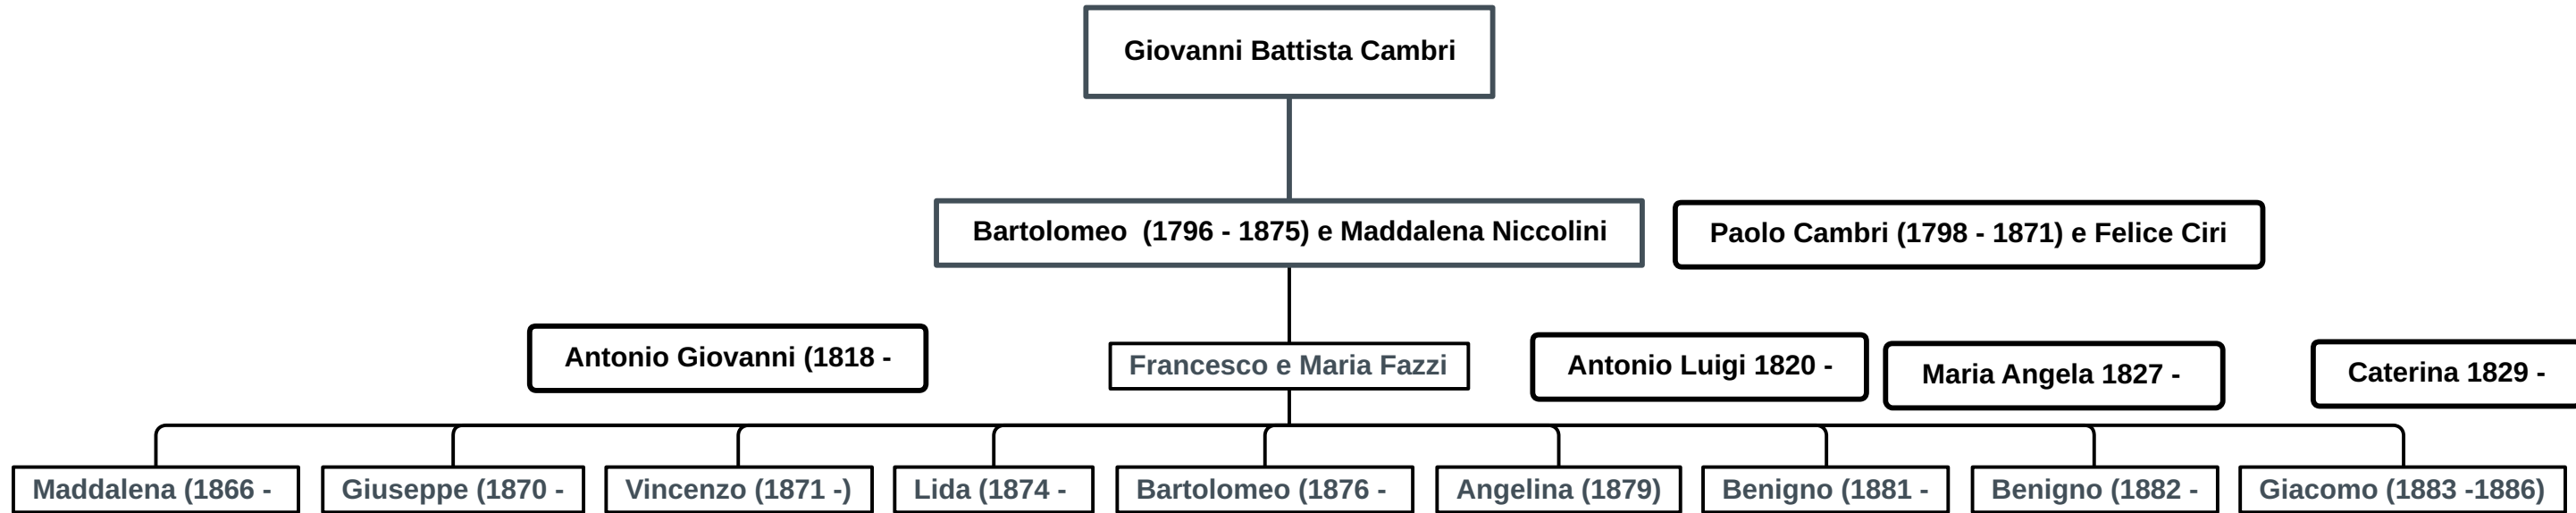 Giovanni Battista Cambri
Bartolomeo  (1796 - 1875) e Maddalena Niccolini
Paolo Cambri (1798 - 1871) e Felice Ciri
Antonio Giovanni (1818 -
Francesco e Maria Fazzi
Antonio Luigi 1820 -
Maria Angela 1827 -
Caterina 1829 -
Maddalena (1866 -
Giuseppe (1870 -
Vincenzo (1871 -)
Lida (1874 -
Bartolomeo (1876 -
Angelina (1879)
Benigno (1881 -
Benigno (1882 -
Giacomo (1883 -1886)